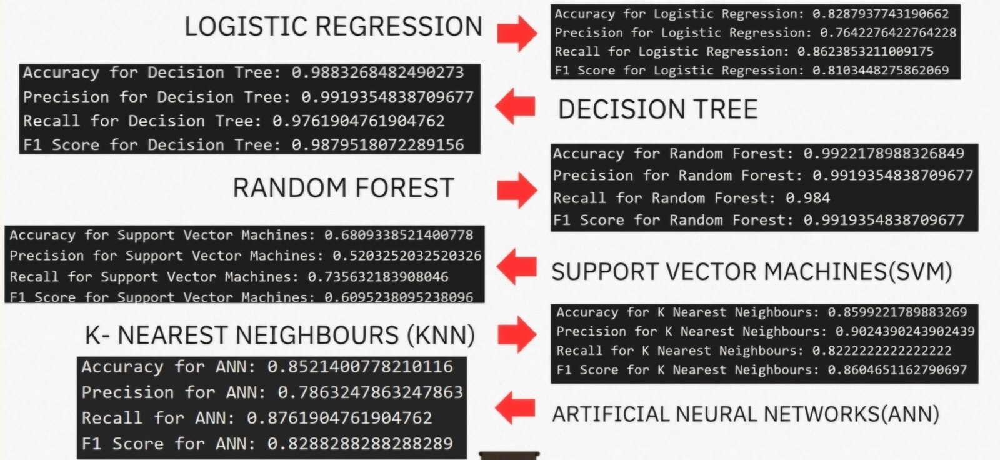 LOGISTIC REGRESSION
Accuracy for Logistic Regression: 0.8287937743190662
Precision for Logistic Regression: 0.7642276422764228
Recall for Logistic Regression: 0.8623853211009175
F1 Score for Logistic Regression: 0.8103448275862069
Accuracy for Decision Tree: 0.9883268482490273
Precision for Decision Tree: 0.9919354838709677
Recall for Decision Tree: 0.9761904761904762
F1 Score for Decision Tree: 0.9879518072289156
DECISION TREE
RANDOM FOREST
Accuracy for Random Forest: 0.9922178988326849
Precision for Random Forest: 0.9919354838709677
Recall for Random Forest: 0.984
F1 Score for Random Forest: 0.9919354838709677
Accuracy for Support Vector Machines: 0.6809338521400778
Precision for Support Vector Machines: 0.5203252032520326
Recall for Support Vector Machines: 0.735632183908046
F1 Score for Support Vector Machines: 0.6095238095238096
SUPPORT VECTOR MACHINES(SVM)
K- NEAREST NEIGHBOURS (KNN)
Accuracy for K Nearest Neighbours: 0.8599221789883269
Precision for K Nearest Neighbours: 0.9024390243902439
Recall for K Nearest Neighbours: 0.8222222222222222
F1 Score for K Nearest Neighbours: 0.8604651162790697
Accuracy for ANN: 0.8521400778210116
Precision for ANN: 0.7863247863247863
Recall for ANN: 0.8761904761904762
F1 Score for ANN: 0.8288288288288289
ARTIFICIAL NEURAL NETWORKS(ANN)